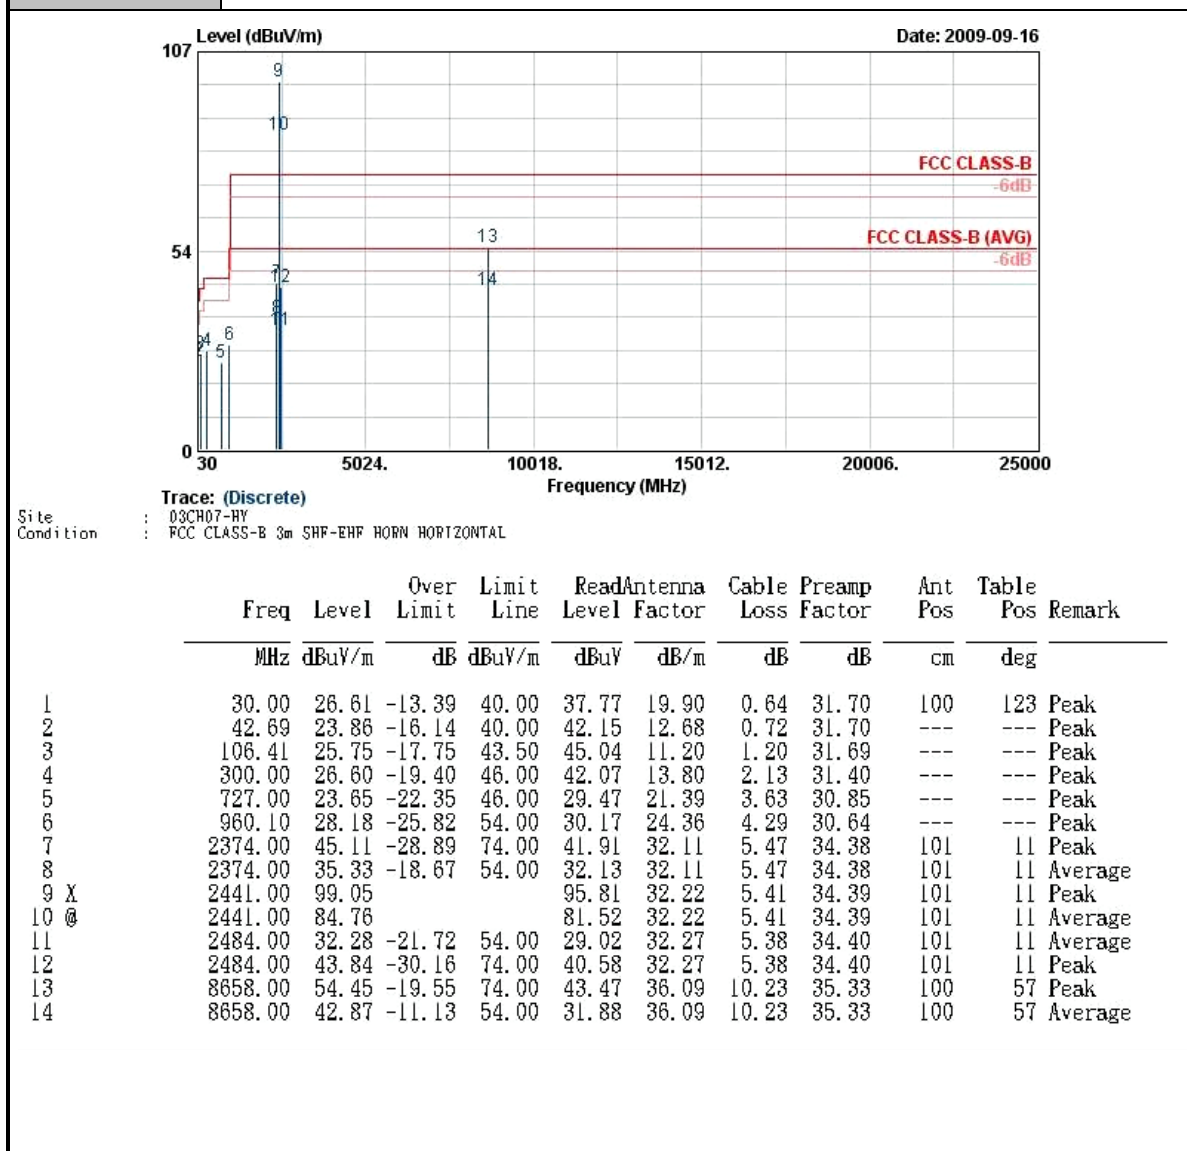 Level (dBuV/m) Date: 2009-09-16
107
9
10
FCC CLASS-B
-6dB
13
FCC CLASS-B (AVG)
54
-6dB
7
12
14
8
11
4
6
5
0
30 5024. 10018. 15012. 20006. 25000
Frequency (MHz)
Trace: (Discrete)
Site : 03CH07-HY
Condition : FCC CLASS-B 3m SHF-EHF HORN HORIZONTAL
Over Limit ReadAntenna Cable Preamp Ant Table
Freq Level Limit Line Level Factor Loss Factor Pos Pos Remark
MHz dBuV/m dB dBuV/m dBuV dB/m dB dB cm deg
1 30.00 26.61 -13.39 40.00 37.77 19.90 0.64 31.70 100 123 Peak
2 42.69 23.86 -16.14 40.00 42.15 12.68 0.72 31.70 --- --- Peak
3 106.41 25.75 -17.75 43.50 45.04 11.20 1.20 31.69 --- --- Peak
4 300.00 26.60 -19.40 46.00 42.07 13.80 2.13 31.40 --- --- Peak
5 727.00 23.65 -22.35 46.00 29.47 21.39 3.63 30.85 --- --- Peak
6 960.10 28.18 -25.82 54.00 30.17 24.36 4.29 30.64 --- --- Peak
7 2374.00 45.11 -28.89 74.00 41.91 32.11 5.47 34.38 101 11 Peak
8 2374.00 35.33 -18.67 54.00 32.13 32.11 5.47 34.38 101 11 Average
9 X 2441.00 99.05 95.81 32.22 5.41 34.39 101 11 Peak
10 @ 2441.00 84.76 81.52 32.22 5.41 34.39 101 11 Average
11 2484.00 32.28 -21.72 54.00 29.02 32.27 5.38 34.40 101 11 Average
12 2484.00 43.84 -30.16 74.00 40.58 32.27 5.38 34.40 101 11 Peak
13 8658.00 54.45 -19.55 74.00 43.47 36.09 10.23 35.33 100 57 Peak
14 8658.00 42.87 -11.13 54.00 31.88 36.09 10.23 35.33 100 57 Average